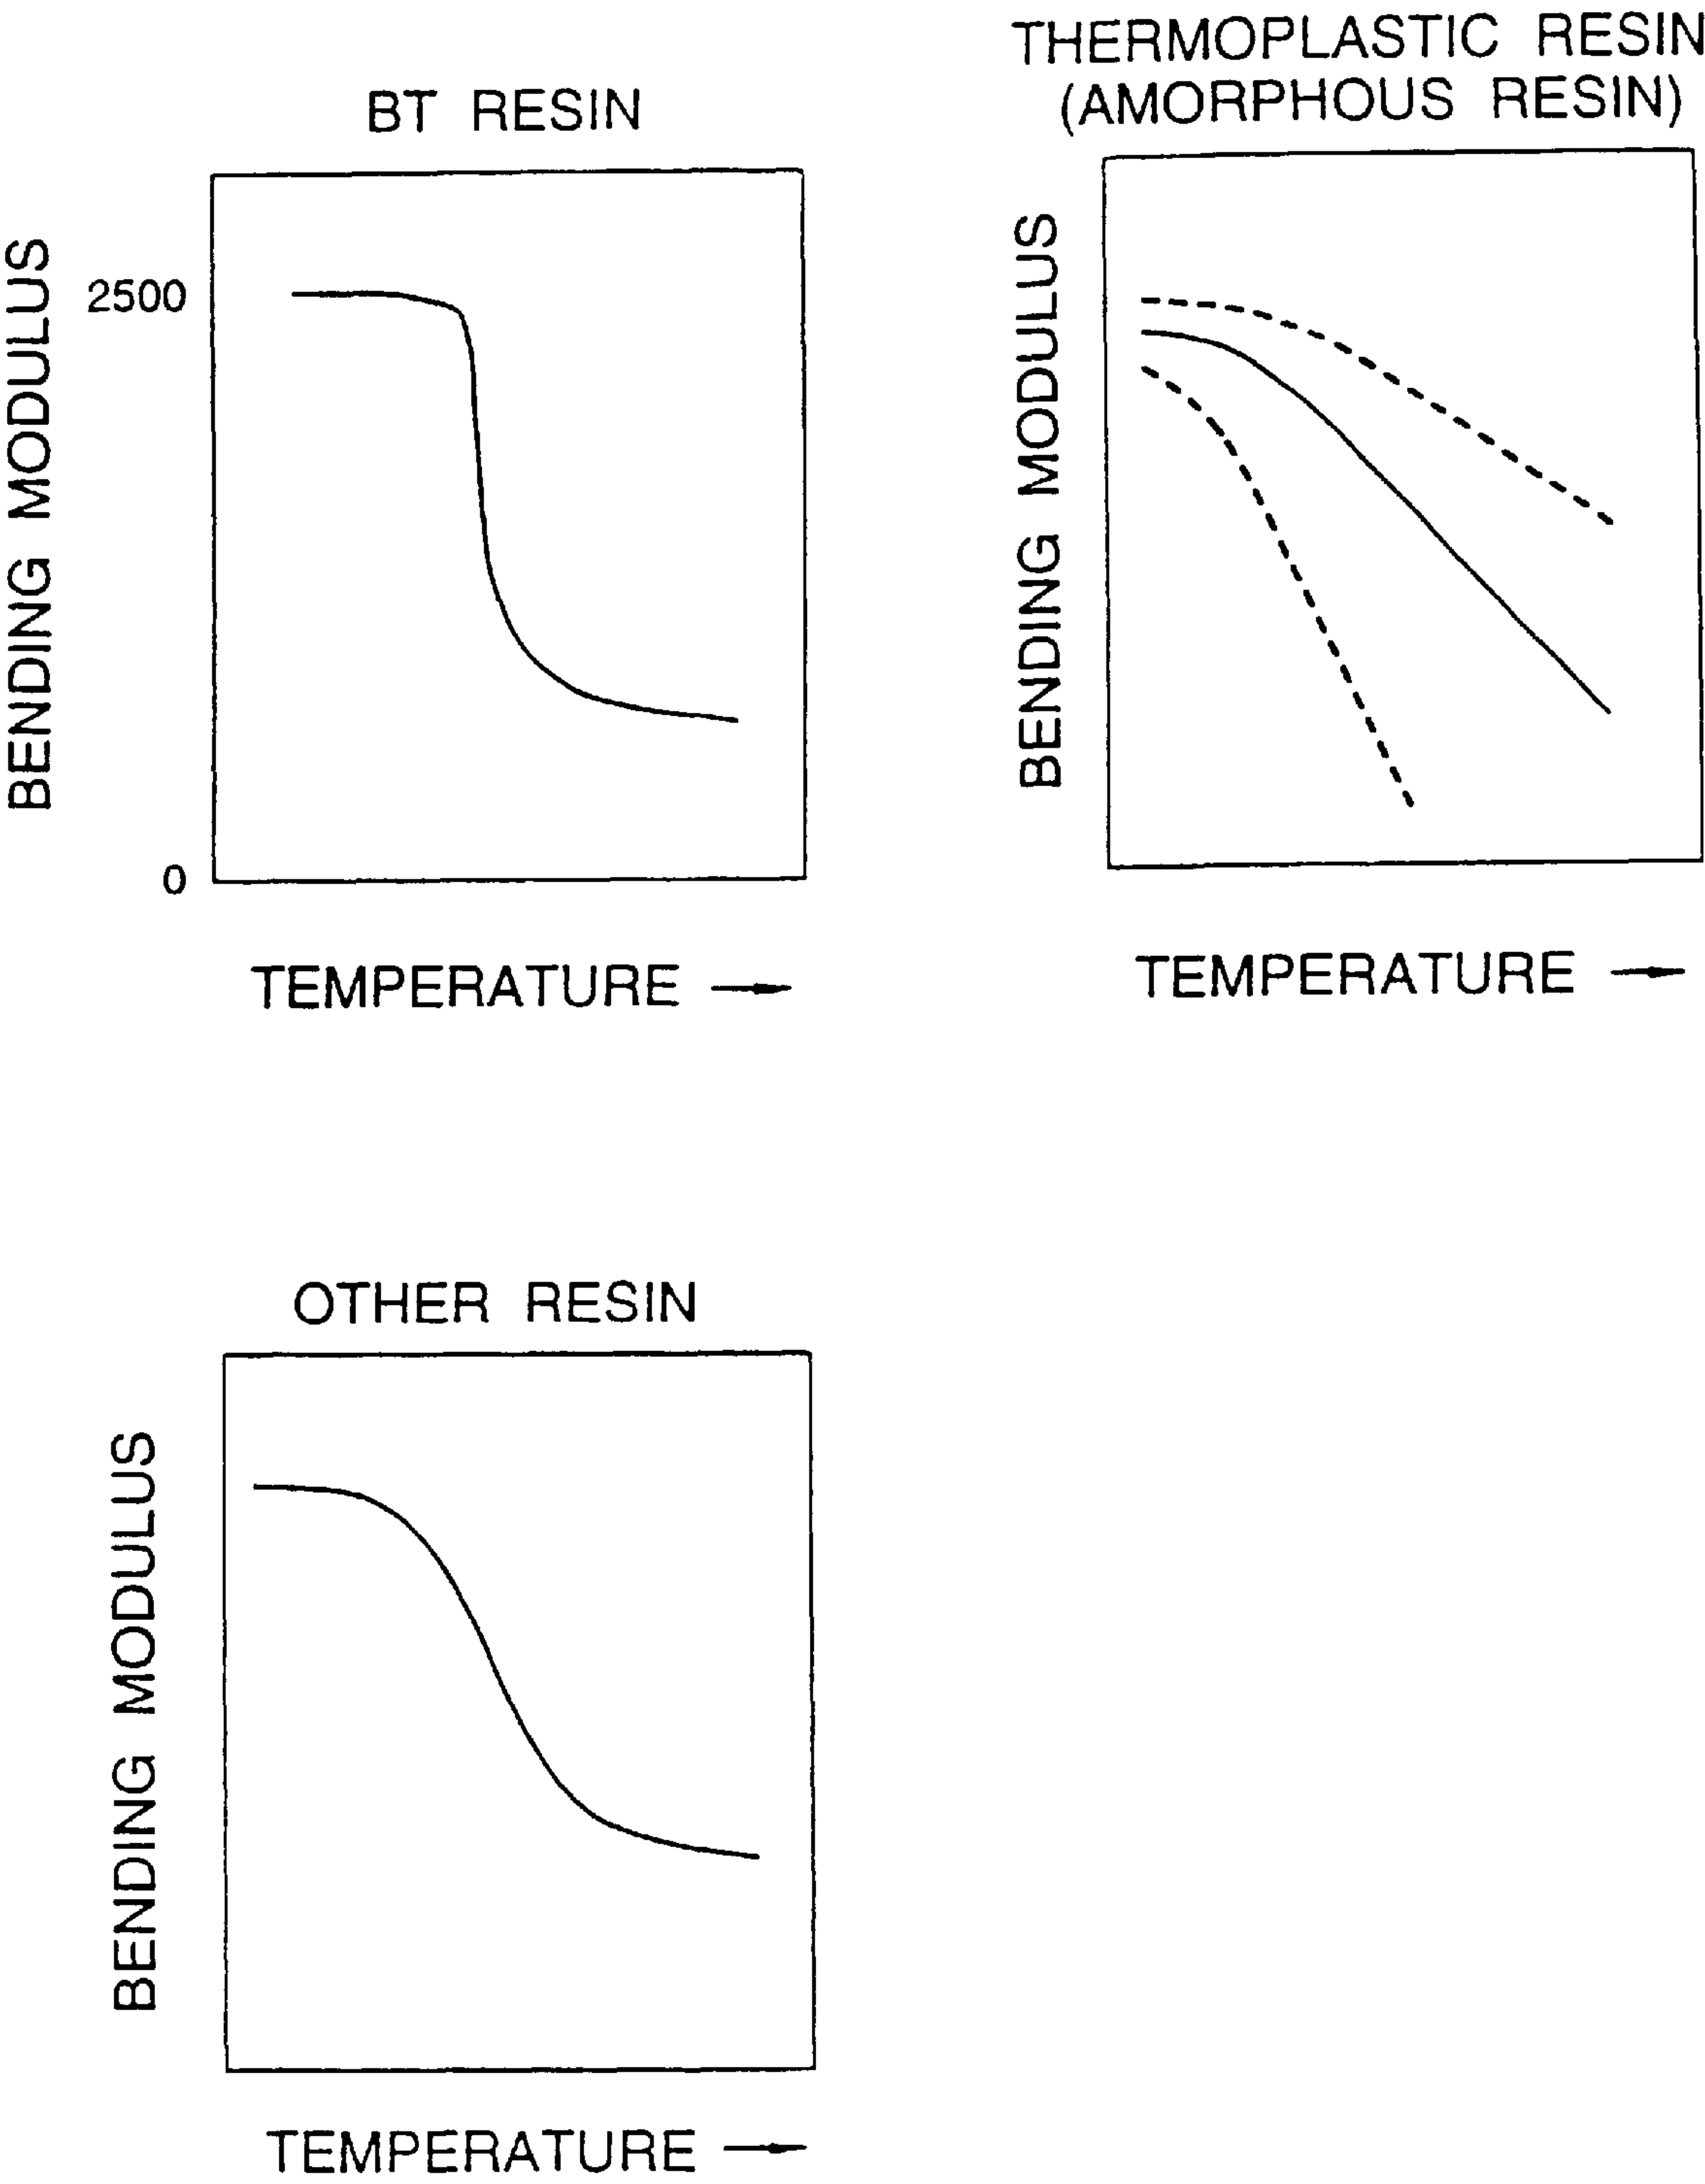 BT RESIN
BENDING MODULUS
2500
0
TEMPERATURE →
THERMOPLASTIC RESIN
(AMORPHOUS RESIN)
BENDING MODULUS
TEMPERATURE →
OTHER RESIN
BENDING MODULUS
TEMPERATURE →